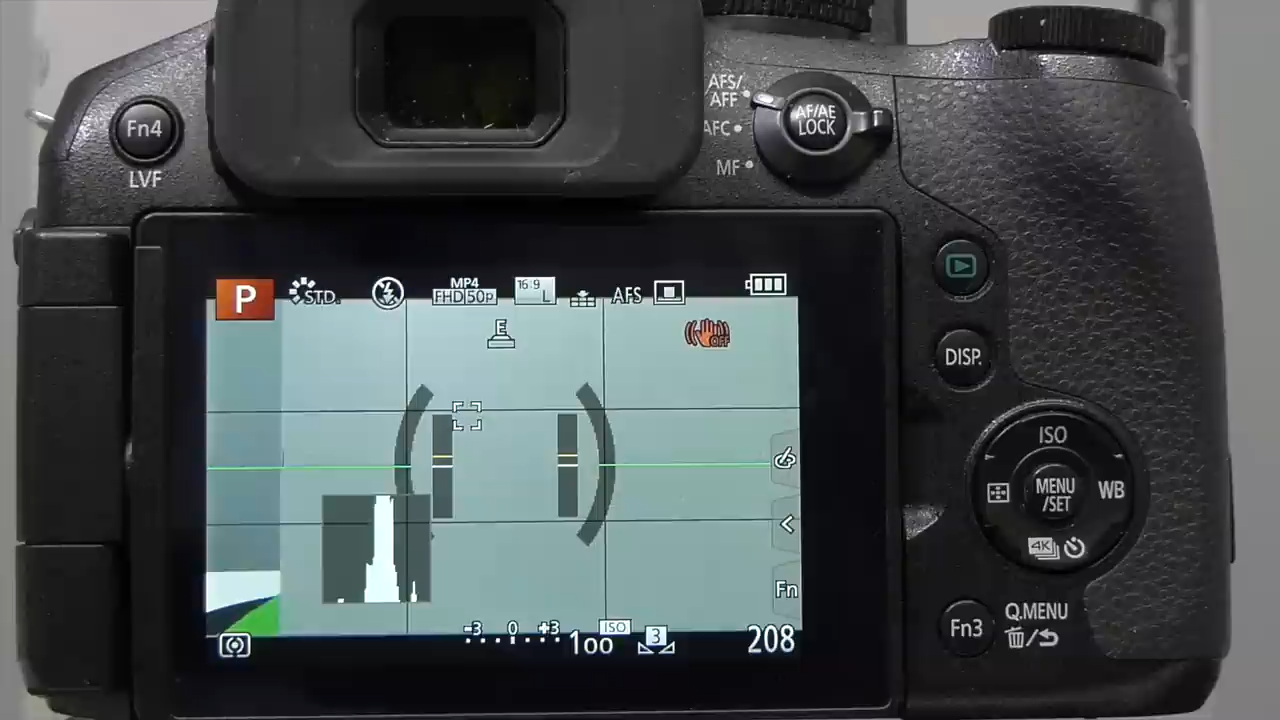 Fn4
LVF
AFS/
AFF
AFC
MF
AF/AE
LOCK
P
STD.
MP4
FHD 50p
16:9
L
AFS
E
OFF
DISP.
ISO
MENU
/SET
WB
4K
Fn
-3 0 +3
100
ISO
3
208
Fn3
Q.MENU